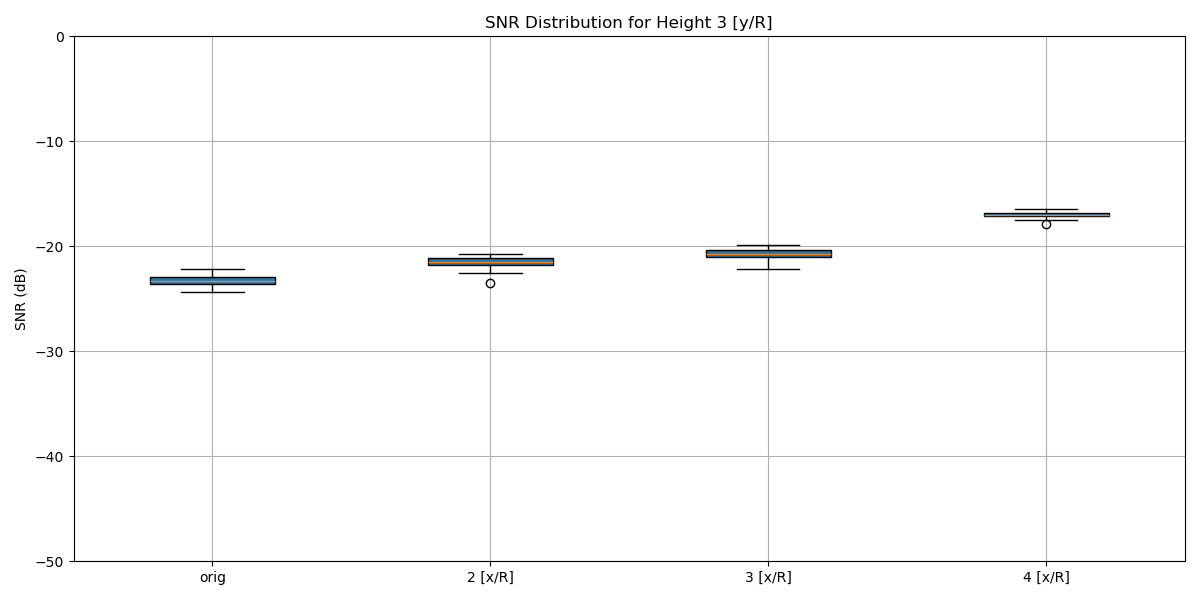 SNR Distribution for Height 3 [y/R]
SNR (dB)
0
−10
−20
−30
−40
−50
orig
2 [x/R]
3 [x/R]
4 [x/R]